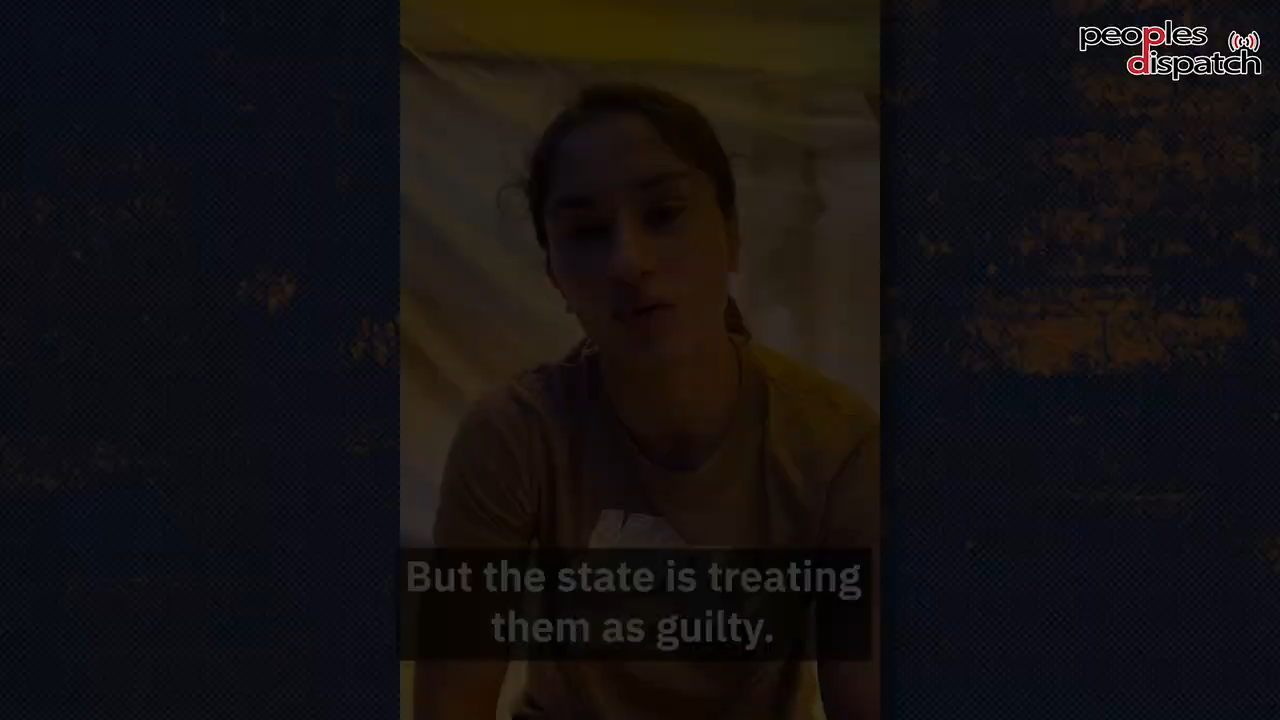 peoples
dispatch
But the state is treating
them as guilty.